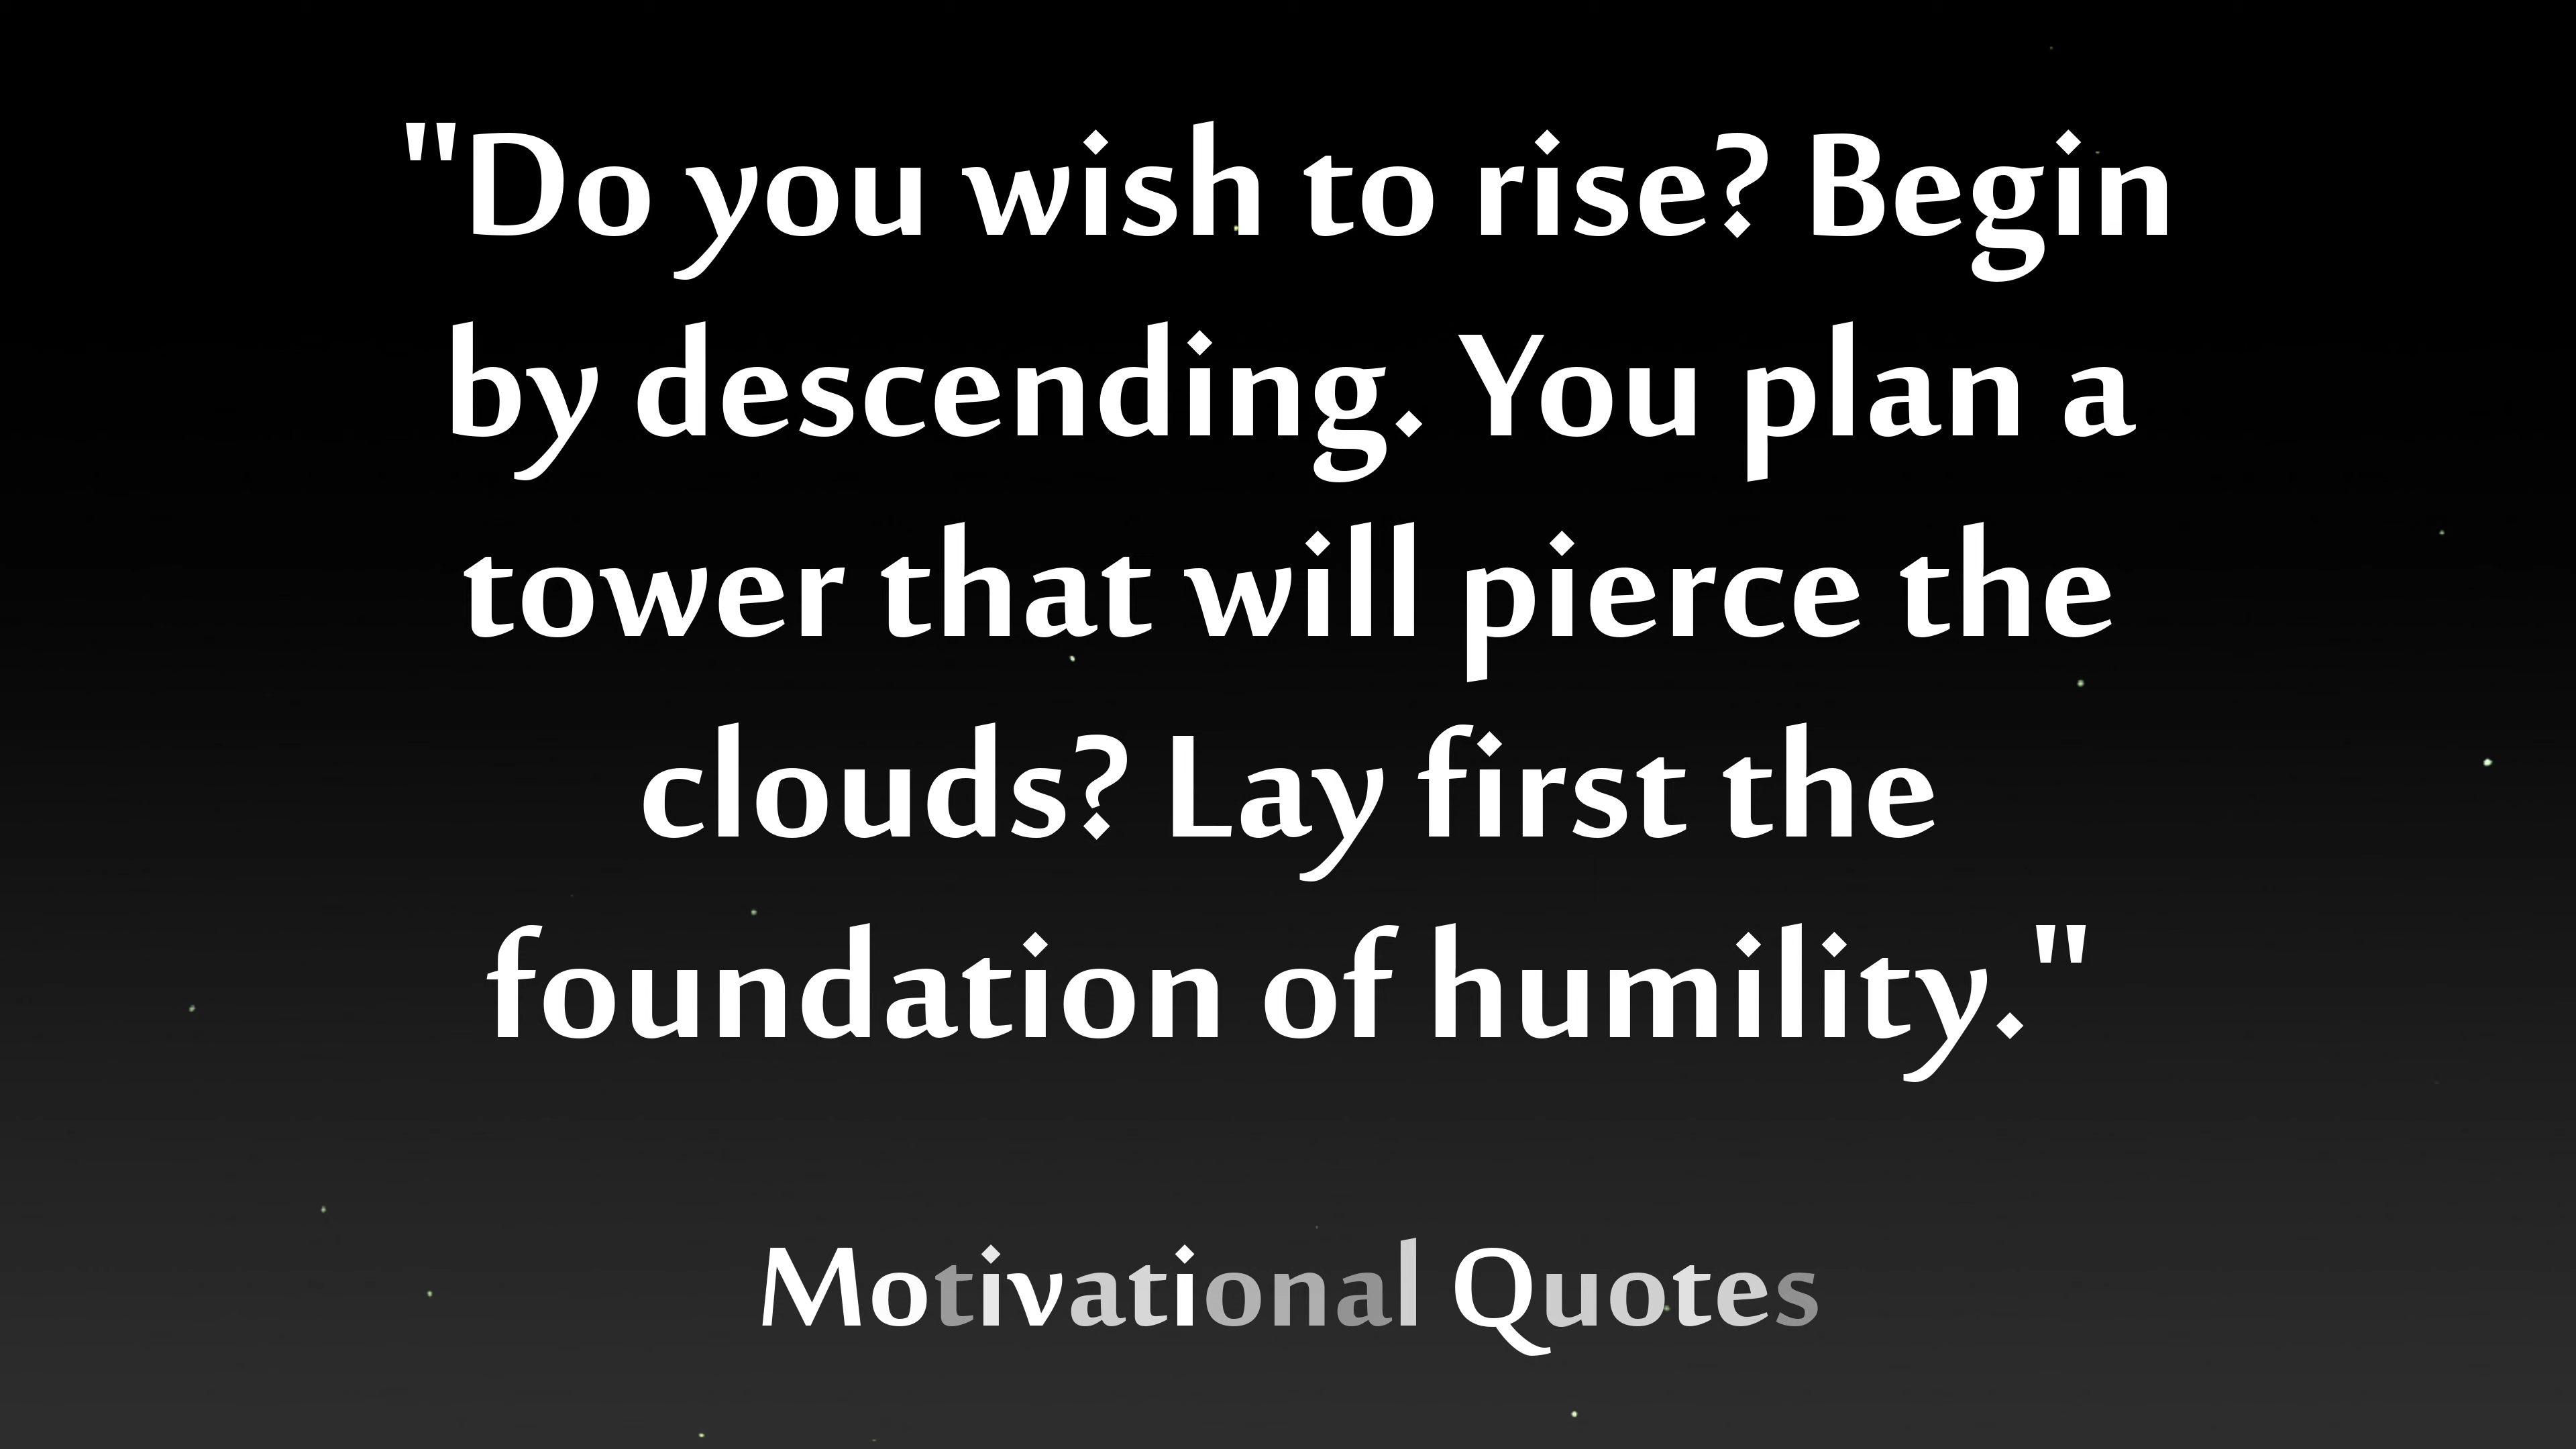 "Do you wish to rise? Begin
by descending. You plan a
tower that will pierce the
clouds? Lay first the
foundation of humility."
Motivational Quotes